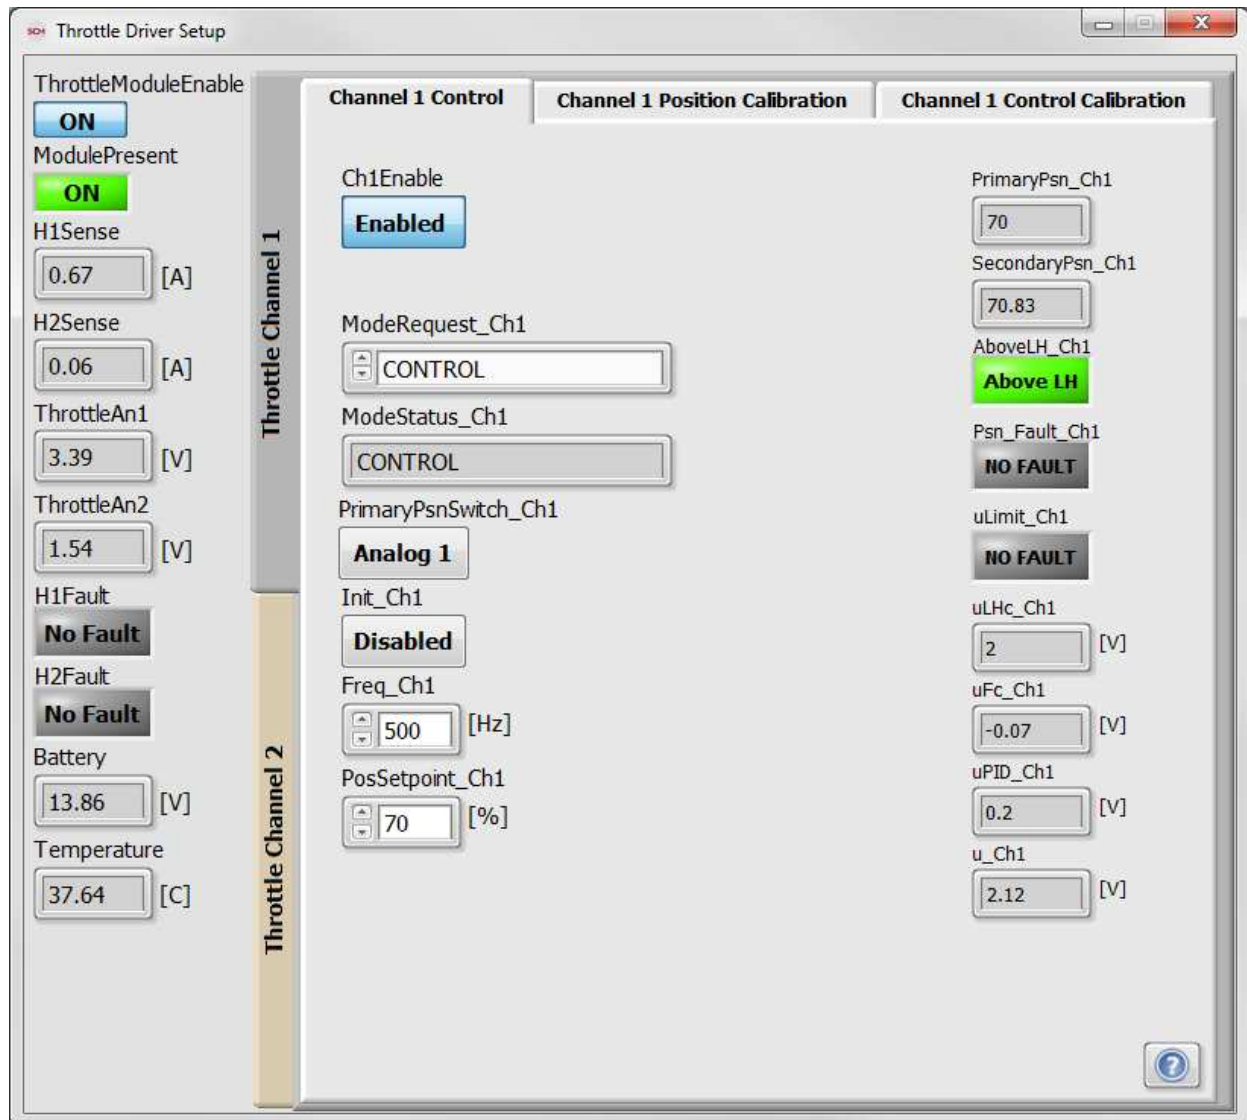 SCM Throttle Driver Setup
ThrottleModuleEnable
ON
ModulePresent
ON
H1Sense
0.67 [A]
H2Sense
0.06 [A]
ThrottleAn1
3.39 [V]
ThrottleAn2
1.54 [V]
H1Fault
No Fault
H2Fault
No Fault
Battery
13.86 [V]
Temperature
37.64 [C]
Throttle Channel 1
Throttle Channel 2
Channel 1 Control
Channel 1 Position Calibration
Channel 1 Control Calibration
Ch1Enable
Enabled
ModeRequest_Ch1
CONTROL
ModeStatus_Ch1
CONTROL
PrimaryPsnSwitch_Ch1
Analog 1
Init_Ch1
Disabled
Freq_Ch1
500 [Hz]
PosSetpoint_Ch1
70 [%]
PrimaryPsn_Ch1
70
SecondaryPsn_Ch1
70.83
AboveLH_Ch1
Above LH
Psn_Fault_Ch1
NO FAULT
uLimit_Ch1
NO FAULT
uLHc_Ch1
2 [V]
uFc_Ch1
-0.07 [V]
uPID_Ch1
0.2 [V]
u_Ch1
2.12 [V]
?